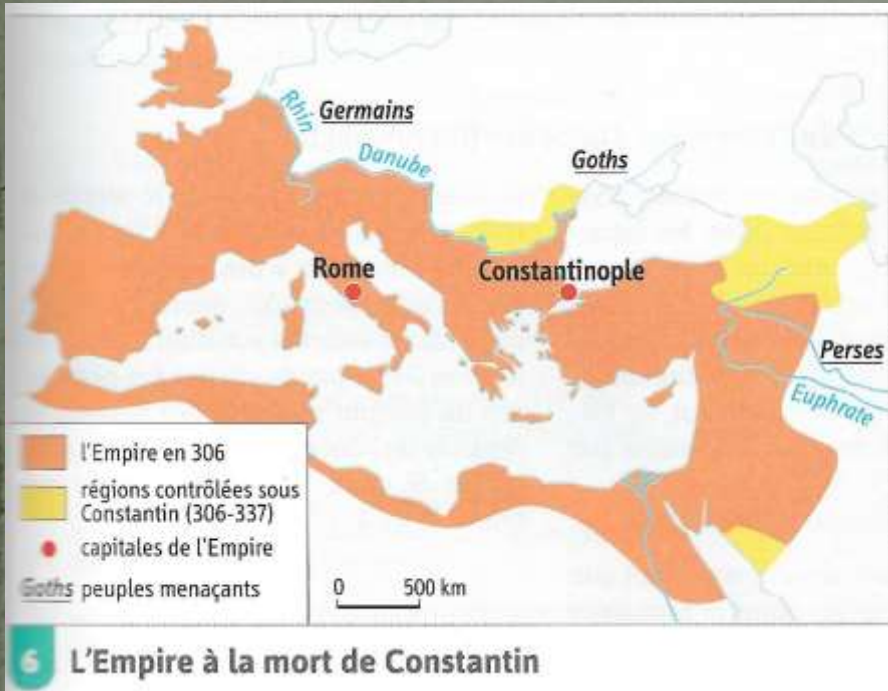 Rhin
Germains
Danube
Goths
Rome
Constantinople
Perses
Euphrate
l'Empire en 306
régions contrôlées sous
Constantin (306-337)
capitales de l'Empire
Goths peuples menaçants
0 500 km
6 L'Empire à la mort de Constantin